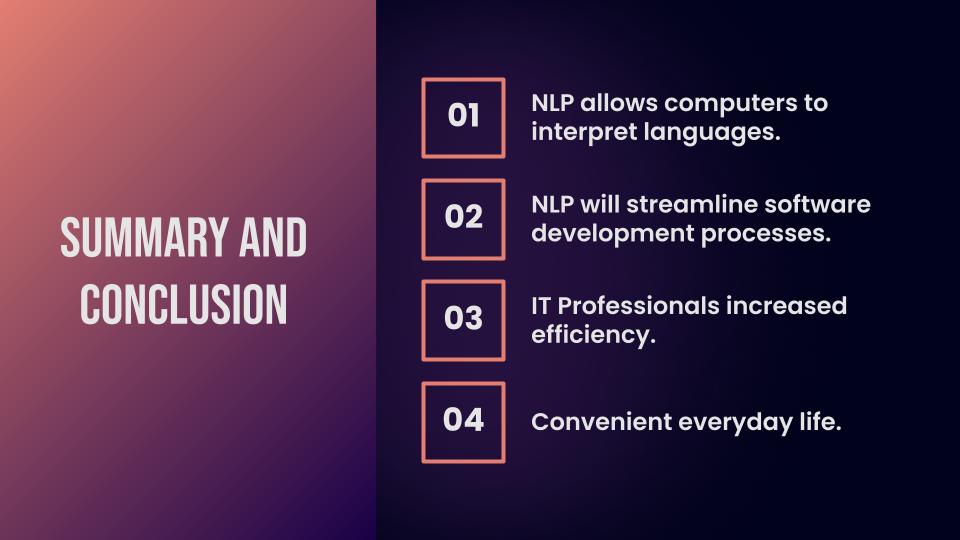 SUMMARY AND
CONCLUSION
01
NLP allows computers to
interpret languages.
02
NLP will streamline software
development processes.
03
IT Professionals increased
efficiency.
04
Convenient everyday life.